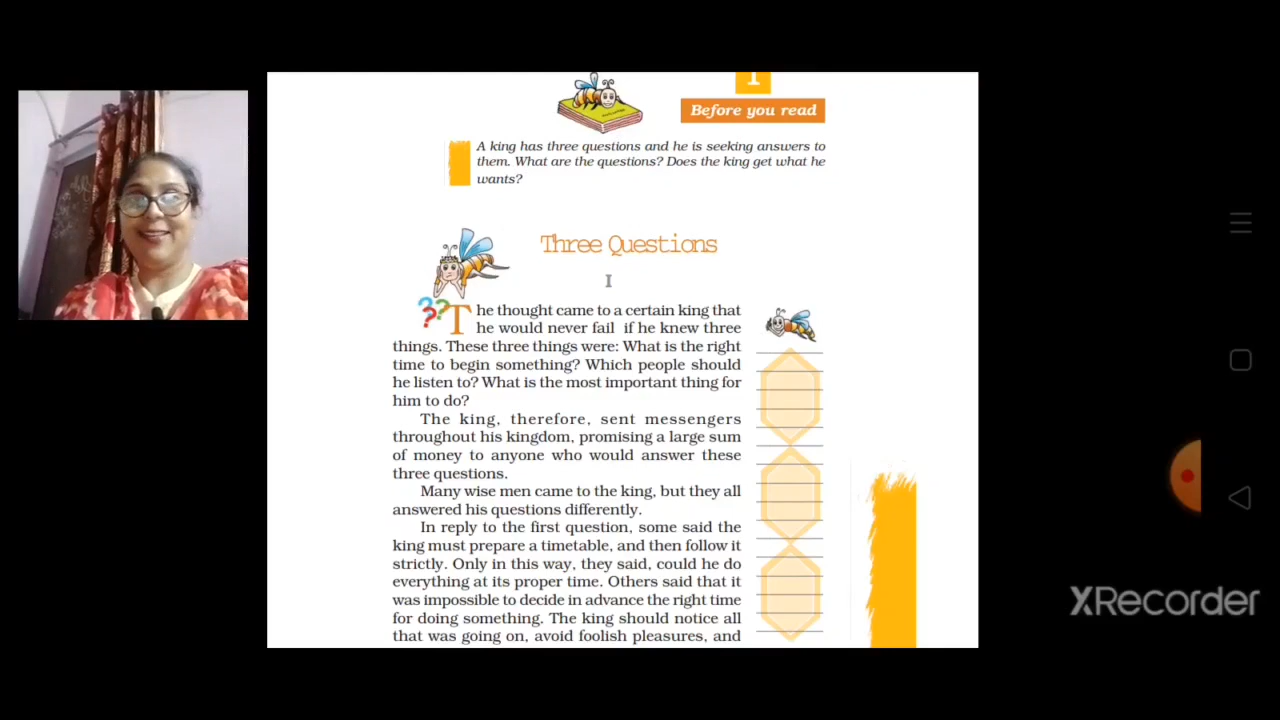 1
Before you read
A king has three questions and he is seeking answers to
them. What are the questions? Does the king get what he
wants?
Three Questions
I
??The thought came to a certain king that
he would never fail if he knew three
things. These three things were: What is the right
time to begin something? Which people should
he listen to? What is the most important thing for
him to do?
The king, therefore, sent messengers
throughout his kingdom, promising a large sum
of money to anyone who would answer these
three questions.
Many wise men came to the king, but they all
answered his questions differently.
In reply to the first question, some said the
king must prepare a timetable, and then follow it
strictly. Only in this way, they said, could he do
everything at its proper time. Others said that it
was impossible to decide in advance the right time
for doing something. The king should notice all
that was going on, avoid foolish pleasures, and
XRecorder